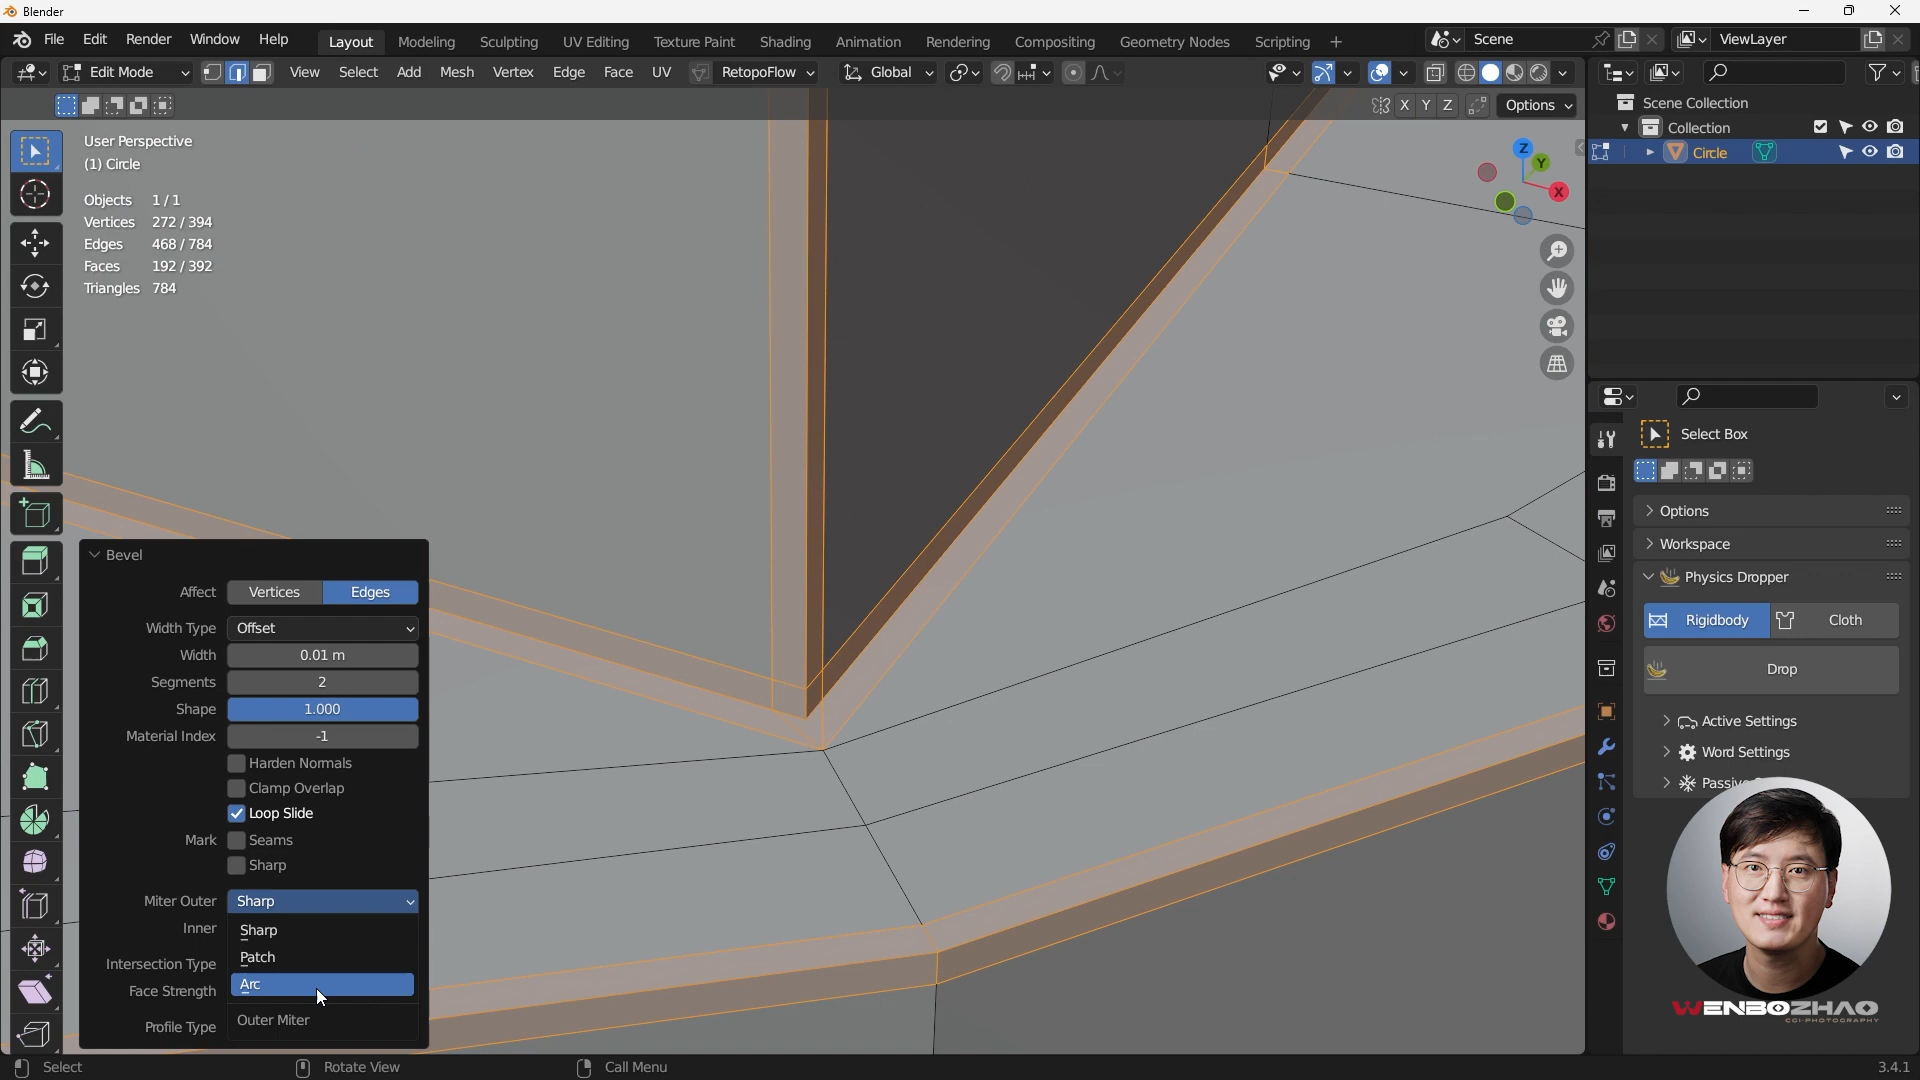 Blender
File Edit Render Window Help Layout Modeling Sculpting UV Editing Texture Paint Shading Animation Rendering Compositing Geometry Nodes Scripting + Scene ViewLayer
Edit Mode View Select Add Mesh Vertex Edge Face UV RetopoFlow Global
X Y Z Options
User Perspective
(1) Circle
Objects 1 / 1
Vertices 272 / 394
Edges 468 / 784
Faces 192 / 392
Triangles 784
Z
Y
X
Scene Collection
Collection
Circle
Select Box
Options
Workspace
Physics Dropper
Rigidbody Cloth
Drop
Active Settings
Word Settings
Passiv
Bevel
Affect Vertices Edges
Width Type Offset
Width 0.01 m
Segments 2
Shape 1.000
Material Index -1
Harden Normals
Clamp Overlap
Loop Slide
Mark Seams
Sharp
Miter Outer Sharp
Inner Sharp
Patch
Intersection Type
Arc
Face Strength
Outer Miter
Profile Type
WENBOZHAO
CGI-PHOTOGRAPHY
Select Rotate View Call Menu 3.4.1